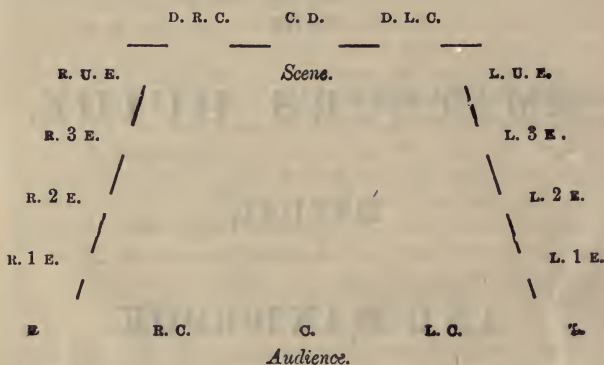 D. R. C. C. D. D. L. C.
R. U. E. Scene. L. U. E.
R. 3 E. L. 3 E.
R. 2 E. L. 2 E.
R. 1 E. L. 1 E.
R. C. C. L. C.
Audience.